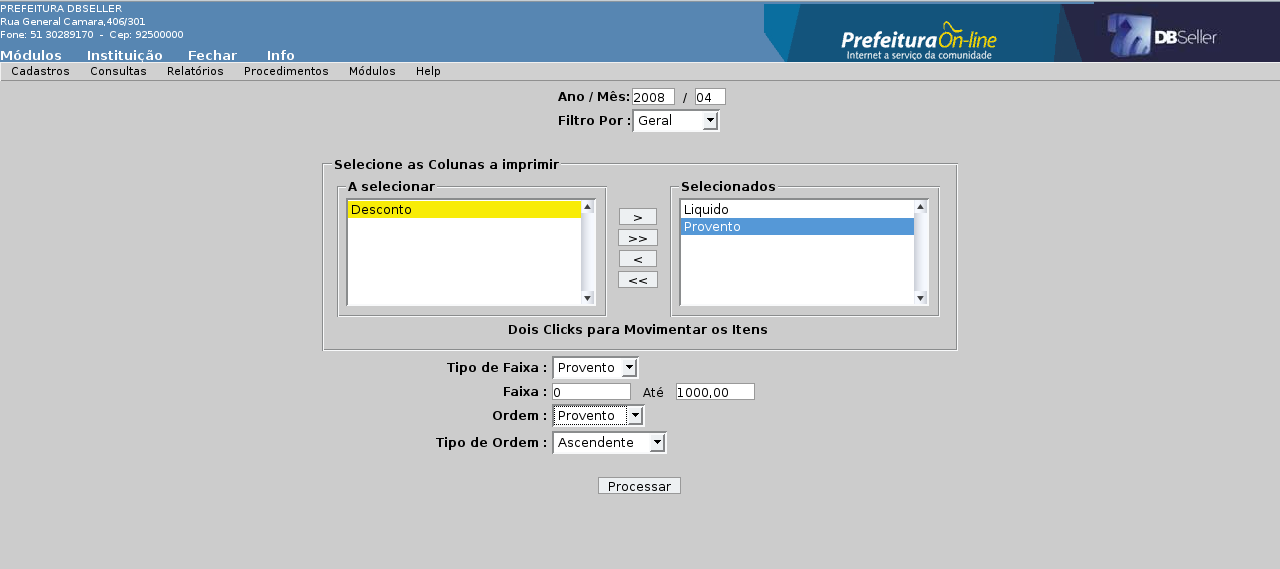 PREFEITURA DBSELLER
Rua General Camara,406/301
Fone: 51 30289170 - Cep: 92500000
Prefeitura On-line
Internet a serviço da comunidade
DBSeller
Módulos Instituição Fechar Info
Cadastros Consultas Relatórios Procedimentos Módulos Help
Ano / Mês: 2008 / 04
Filtro Por : Geral
Selecione as Colunas a imprimir
A selecionar
Desconto
>
>>
<
<<
Selecionados
Liquido
Provento
Dois Clicks para Movimentar os Itens
Tipo de Faixa : Provento
Faixa : 0 Até 1000,00
Ordem : Provento
Tipo de Ordem : Ascendente
Processar